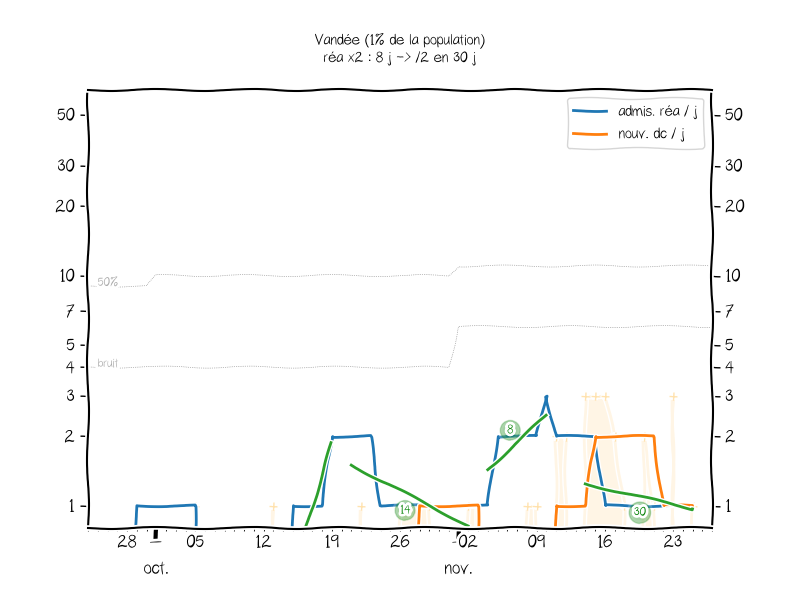 Vandée (1% de la population)
réa x2 : 8 j -> /2 en 30 j
admis. réa / j
nouv. dc / j
50 50
30 30
20 20
10 10
50%
7 7
5 5
4 4
bruit
3 3
2 2
8
1 1
14
30
28 05 12 19 26 02 09 16 23
oct. nov.